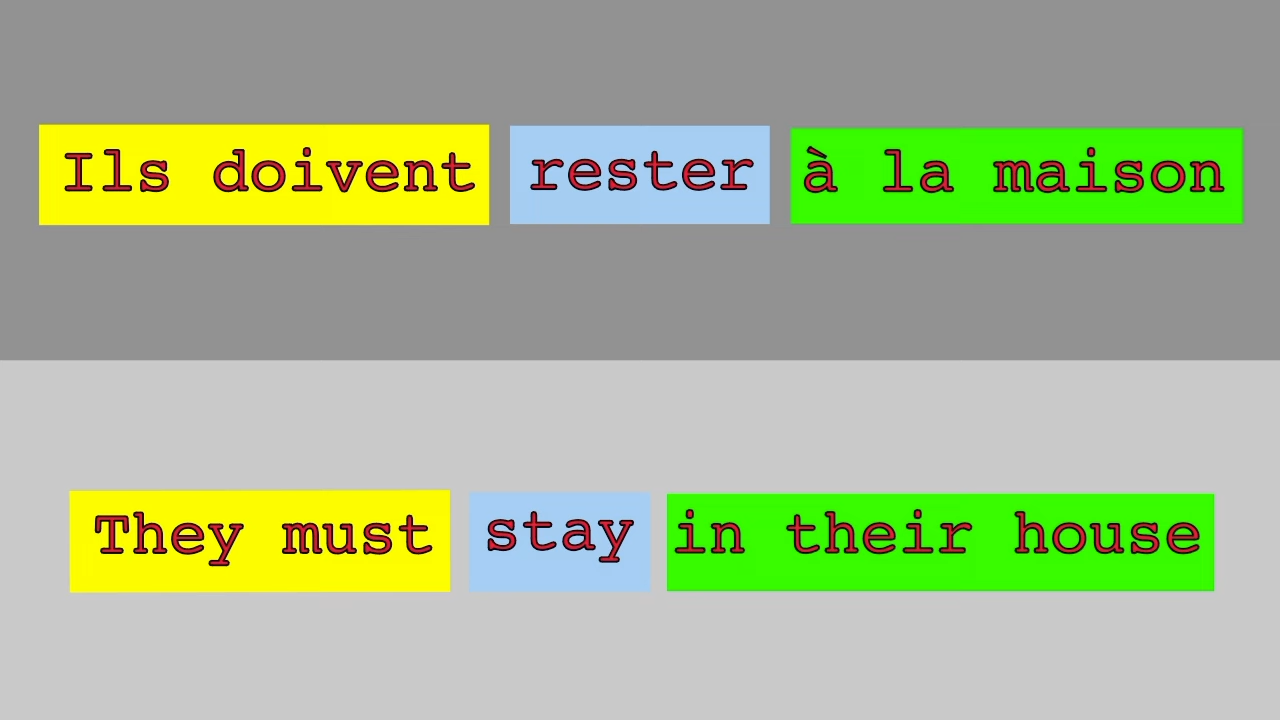 Ils doivent rester à la maison
They must stay in their house